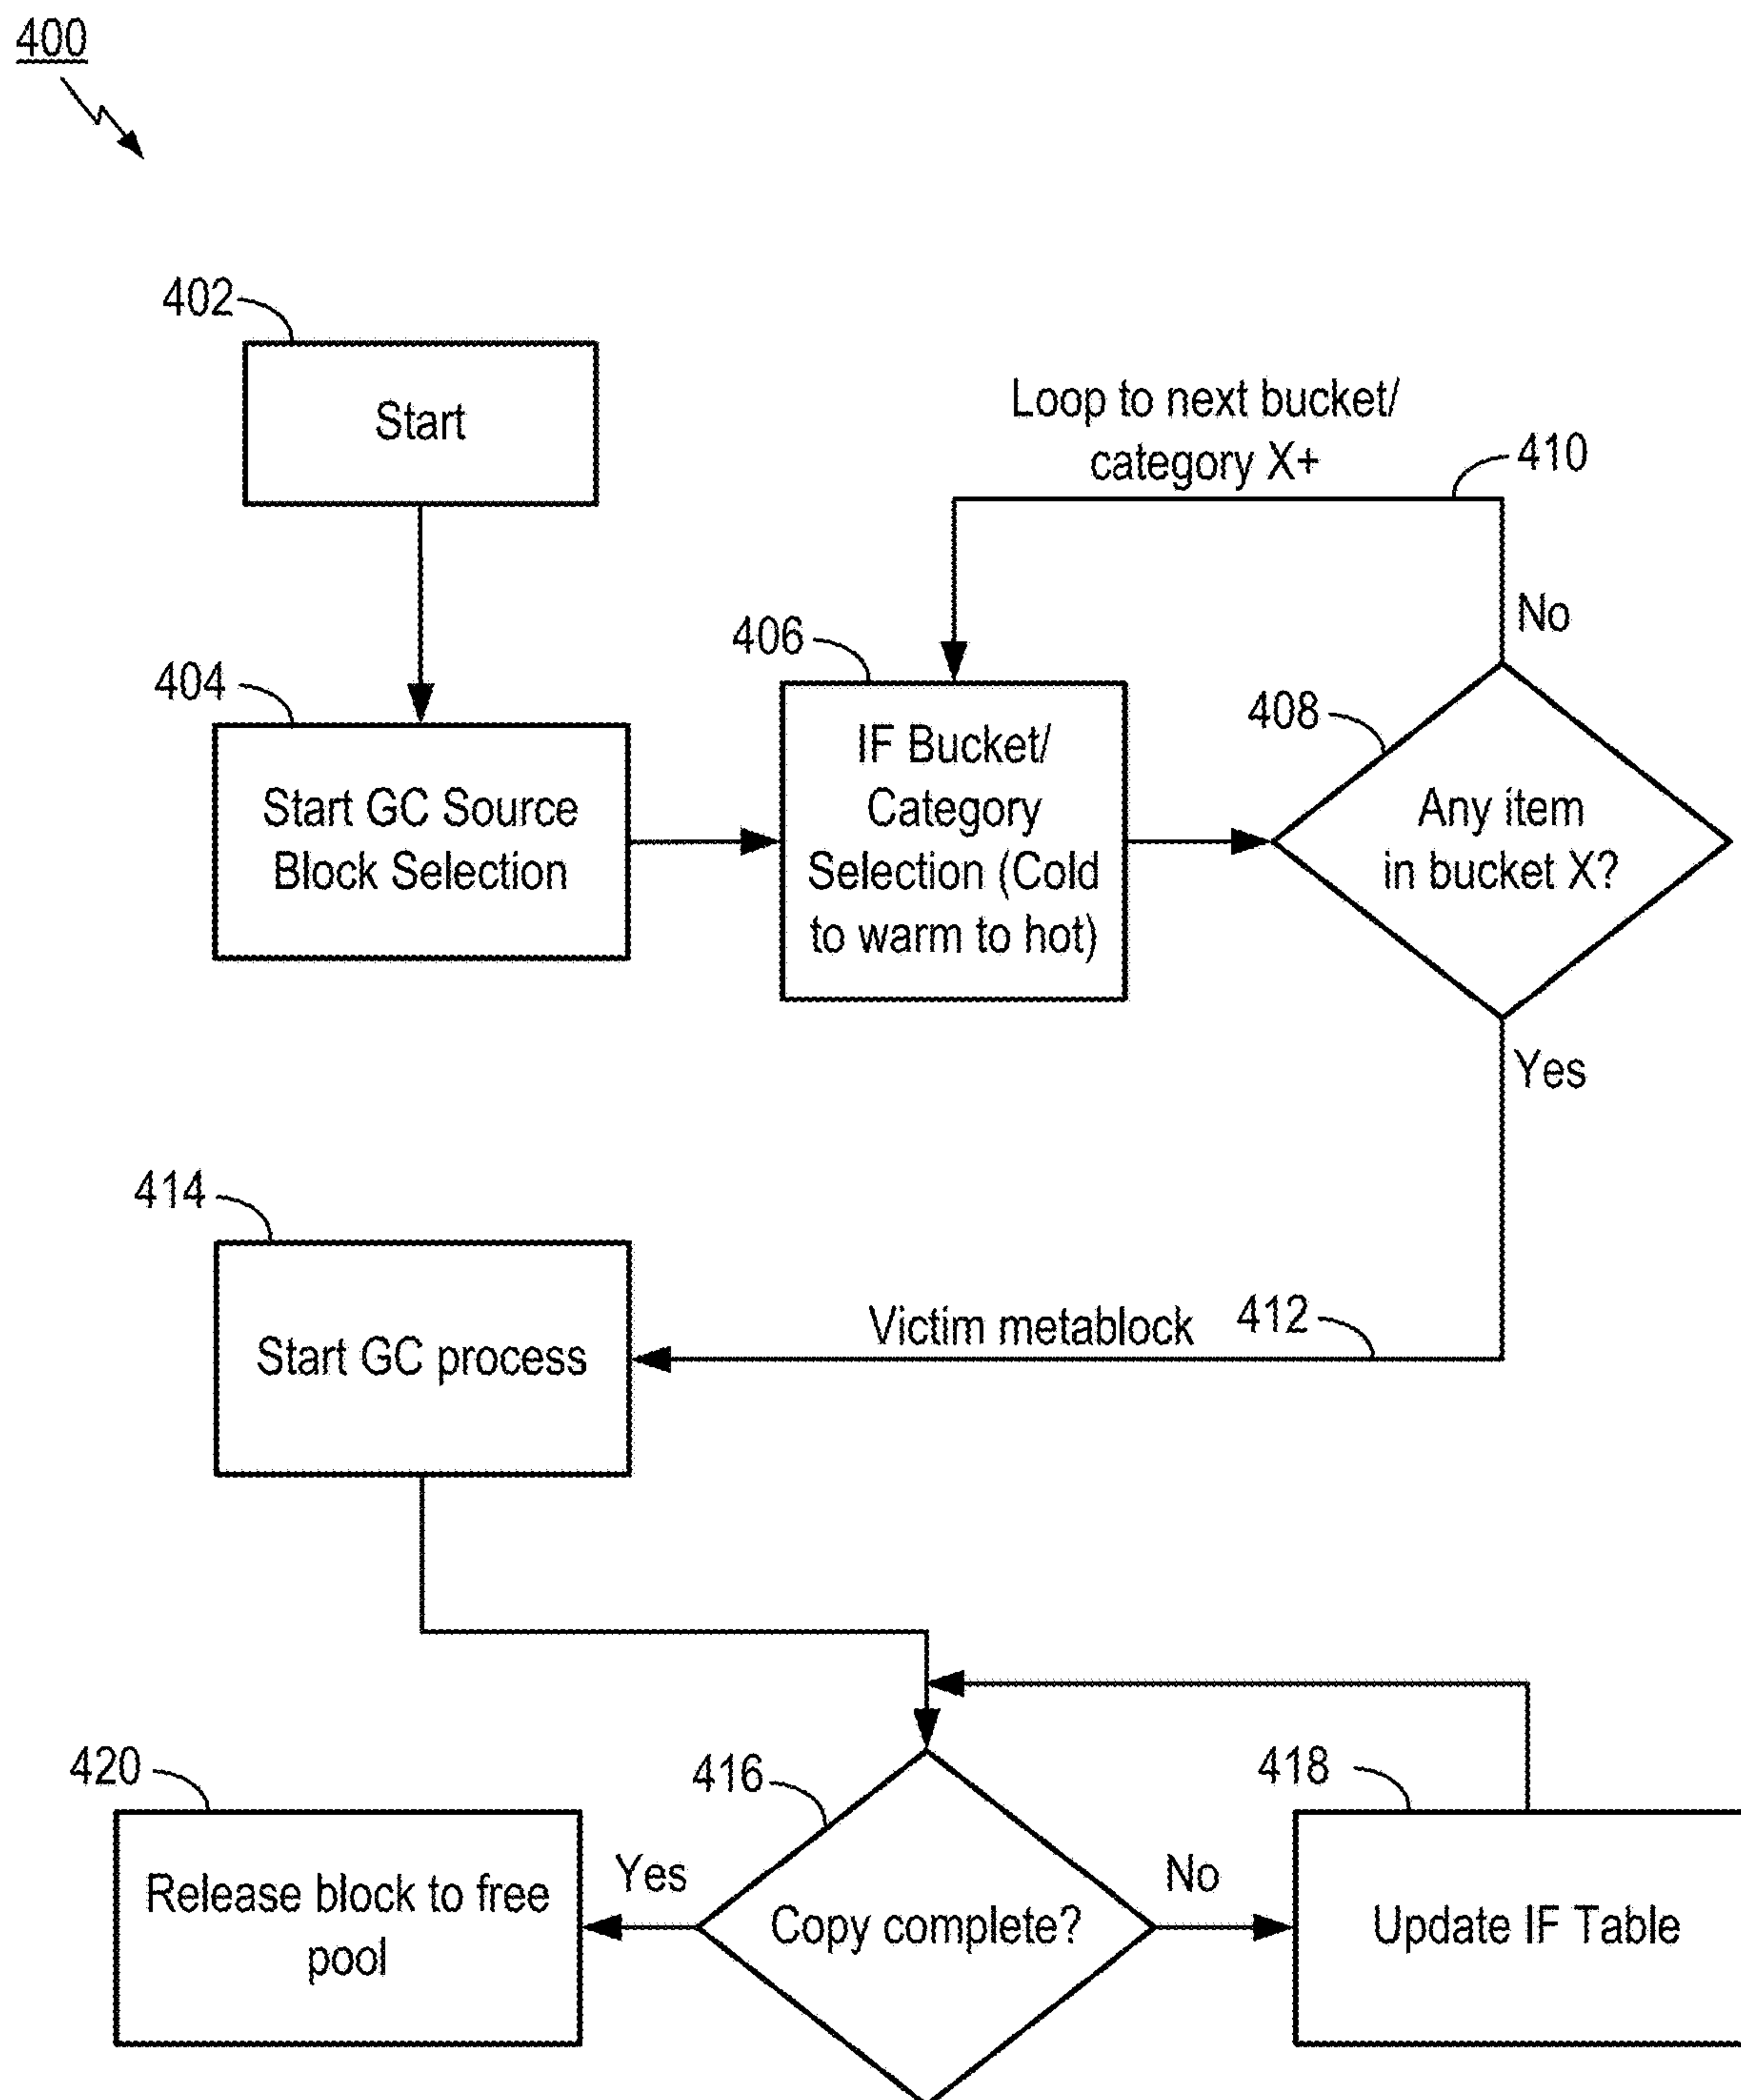 400
402
Start
Loop to next bucket/
category X+
410
404
Start GC Source
Block Selection
406
IF Bucket/
Category
Selection (Cold
to warm to hot)
408
Any item
in bucket X?
No
Yes
414
Start GC process
Victim metablock
412
420
Release block to free
pool
Yes
416
Copy complete?
No
418
Update IF Table